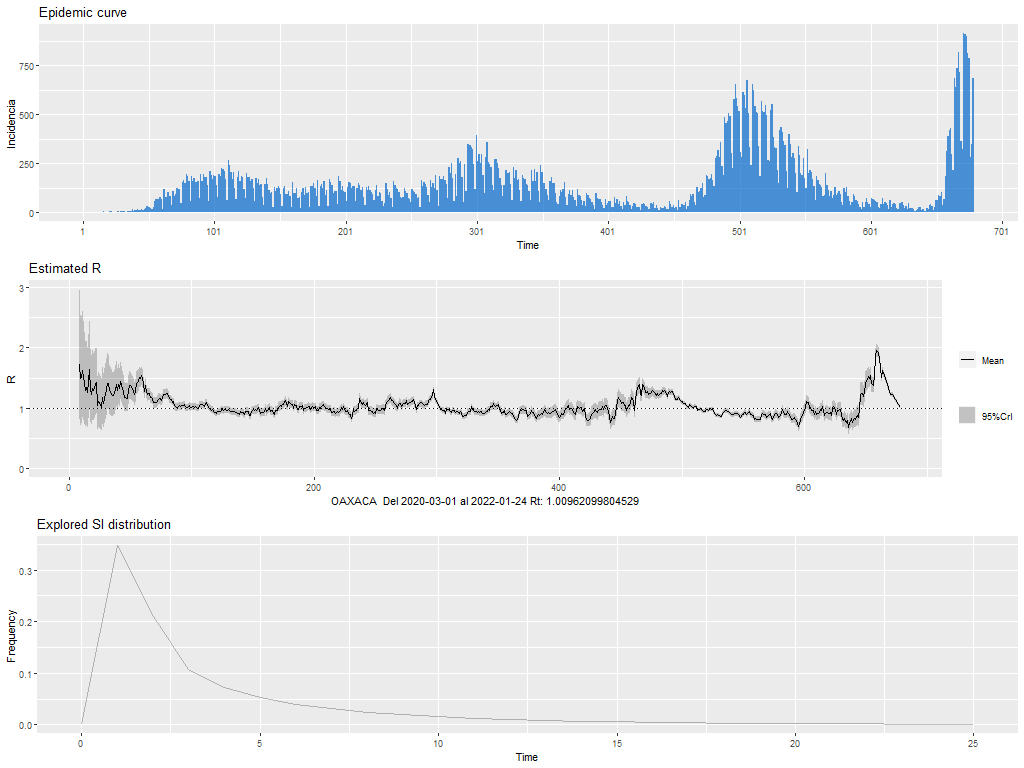 Epidemic curve
Incidencia
750
500
250
0
1 101 201 301 401 501 601 701
Time
Estimated R
R
3
2
1
0
0 200 400 600
OAXACA Del 2020-03-01 al 2022-01-24 Rt: 1.00962099804529
Mean
95%CrI
Explored SI distribution
Frequency
0.3
0.2
0.1
0.0
0 5 10 15 20 25
Time